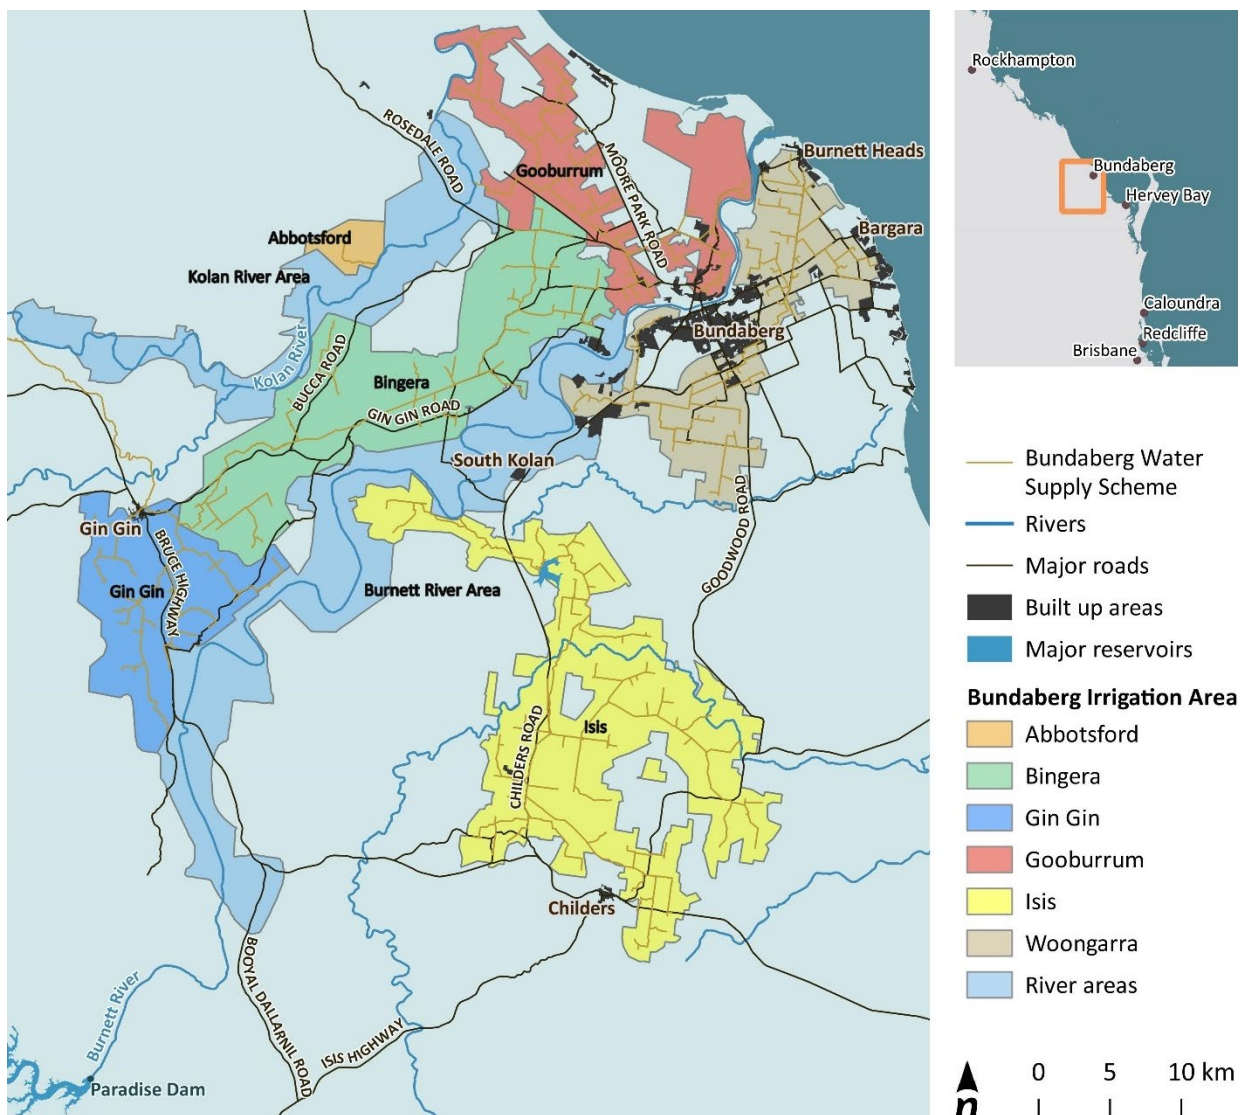 ROSEDALE ROAD
MOORE PARK ROAD
Gooburrum
Burnett Heads
Abbotsford
Bargara
Kolan River Area
Kolan River
BUCCA ROAD
Bundaberg
Bingera
GIN GIN ROAD
South Kolan
GOODWOOD ROAD
Gin Gin
BRUCE HIGHWAY
Gin Gin
Burnett River Area
CHILDERS ROAD
Isis
Childers
BOOYAL DALLARNIL ROAD
ISIS HIGHWAY
Burnett River
Paradise Dam
Rockhampton
Bundaberg
Hervey Bay
Caloundra
Redcliffe
Brisbane
Bundaberg Water
Supply Scheme
Rivers
Major roads
Built up areas
Major reservoirs
Bundaberg Irrigation Area
Abbotsford
Bingera
Gin Gin
Gooburrum
Isis
Woongarra
River areas
n
0 5 10 km